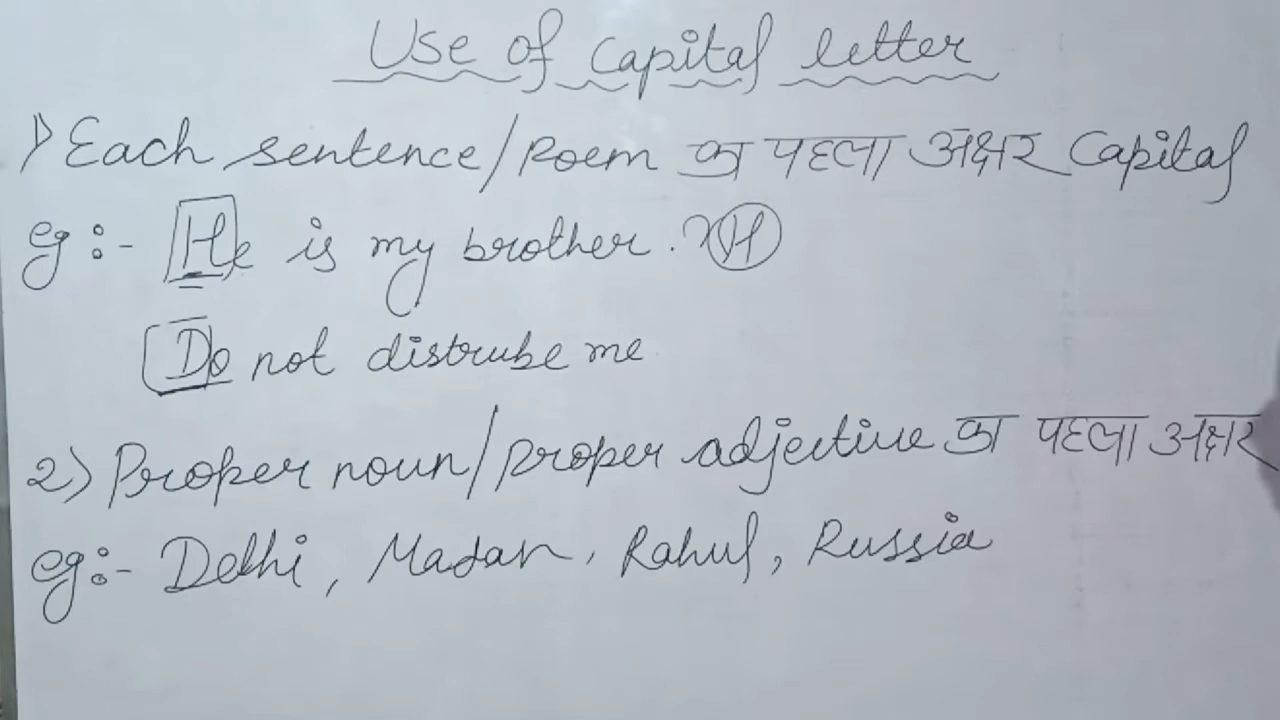 Use of Capital letter
1) Each sentence/Poem का पहला अक्षर Capital
eg :- He is my brother. H
Do not distrube me
2) Proper noun/proper adjective का पहला अक्षर
eg:- Delhi, Madan, Rahul, Russia